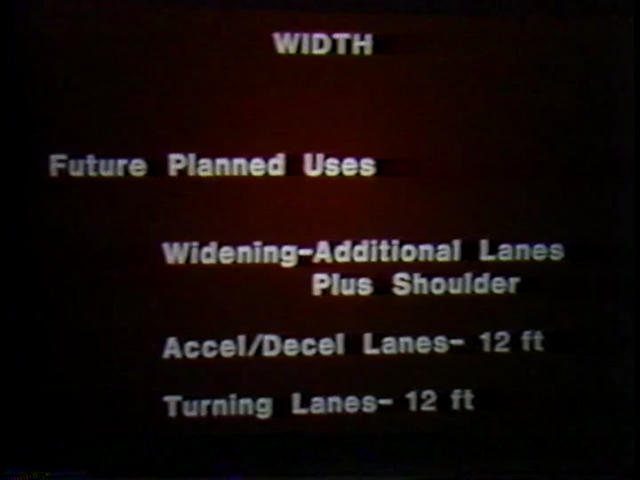 WIDTH
Future Planned Uses
Widening-Additional Lanes
Plus Shoulder
Accel/Decel Lanes- 12 ft
Turning Lanes- 12 ft